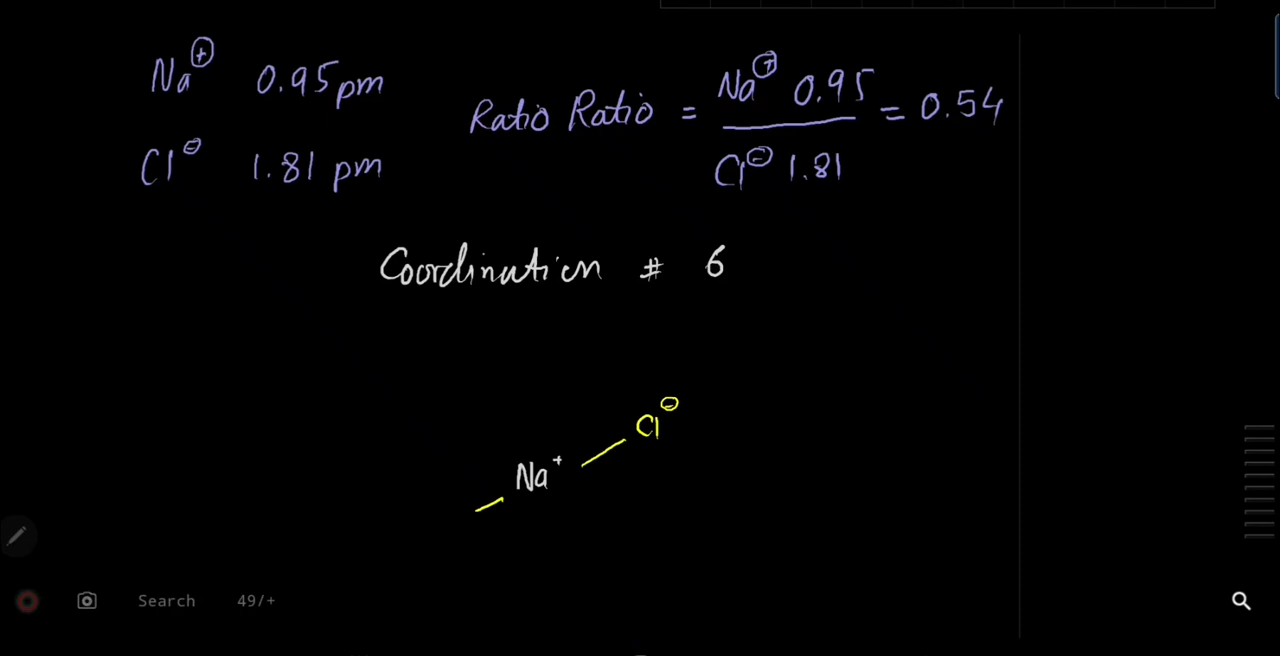 Na⊕ 0.95 pm
Cl⊖ 1.81 pm
Ratio Ratio = Na⊕ 0.95 / Cl⊖ 1.81 = 0.54
Coordination # 6
Cl⊖
Na+
Search 49/+